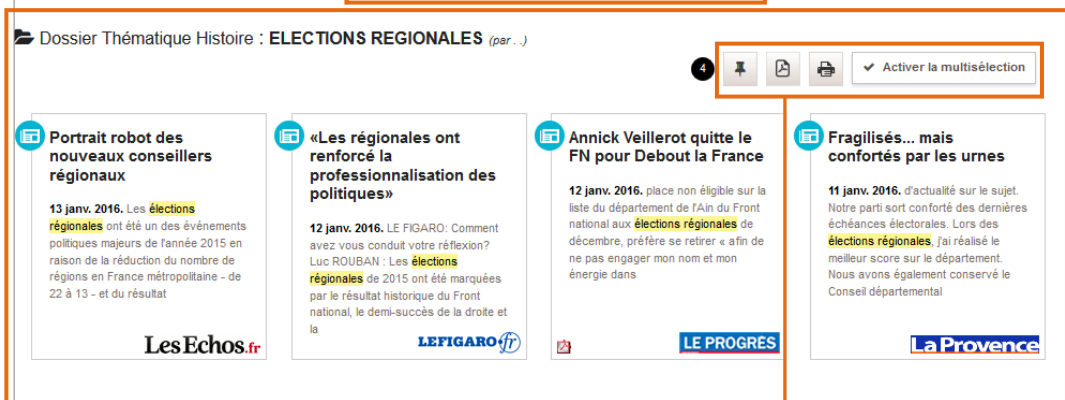 Dossier Thématique Histoire : ELECTIONS REGIONALES (par . .)
4
Activer la multisélection
Portrait robot des
nouveaux conseillers
régionaux
13 janv. 2016. Les élections
régionales ont été un des événements
politiques majeurs de l'année 2015 en
raison de la réduction du nombre de
régions en France métropolitaine - de
22 à 13 - et du résultat
LesEchos.fr
«Les régionales ont
renforcé la
professionnalisation des
politiques»
12 janv. 2016. LE FIGARO: Comment
avez vous conduit votre réflexion?
Luc ROUBAN : Les élections
régionales de 2015 ont été marquées
par le résultat historique du Front
national, le demi-succès de la droite et
la
LEFIGARO fr
Annick Veillerot quitte le
FN pour Debout la France
12 janv. 2016. place non éligible sur la
liste du département de l'Ain du Front
national aux élections régionales de
décembre, préfère se retirer « afin de
ne pas engager mon nom et mon
énergie dans
LE PROGRES
Fragilisés... mais
confortés par les urnes
11 janv. 2016. d'actualité sur le sujet.
Notre parti sort conforté des dernières
échéances électorales. Lors des
élections régionales, j'ai réalisé le
meilleur score sur le département.
Nous avons également conservé le
Conseil départemental
La Provence